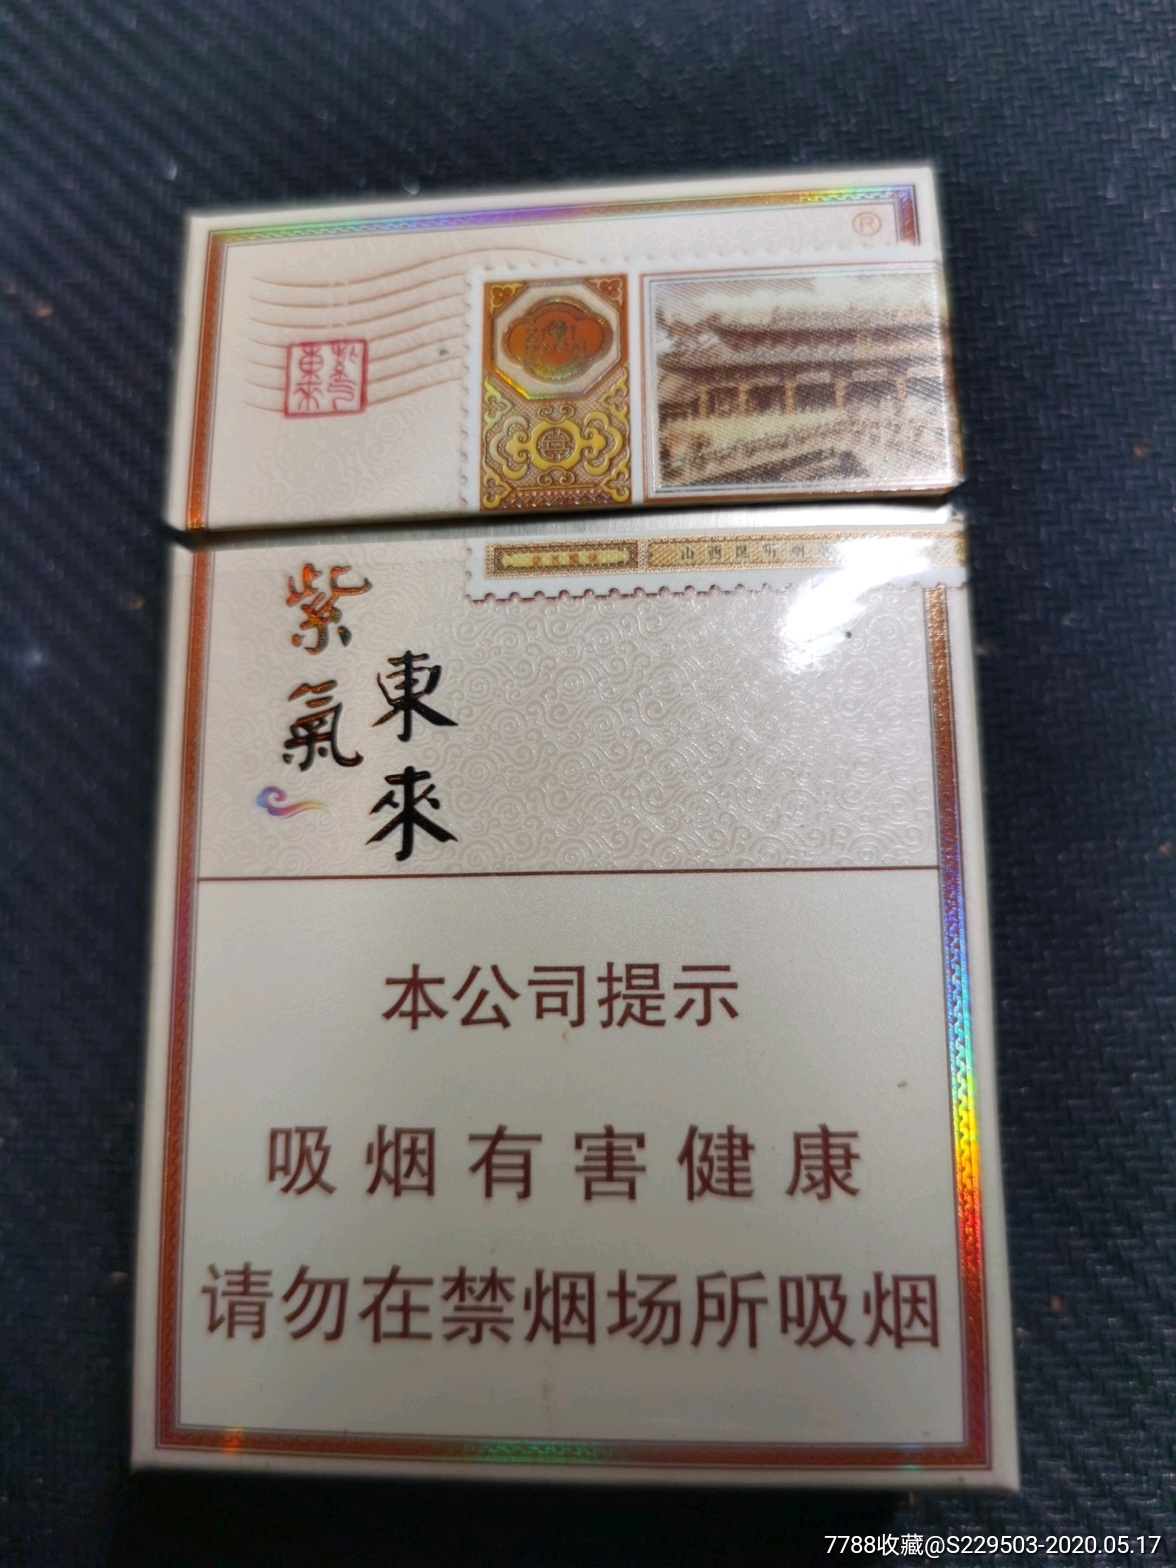 ®
紫氣
東來
本公司提示
吸烟有害健康
请勿在禁烟场所吸烟
7788收藏@S229503-2020.05.17